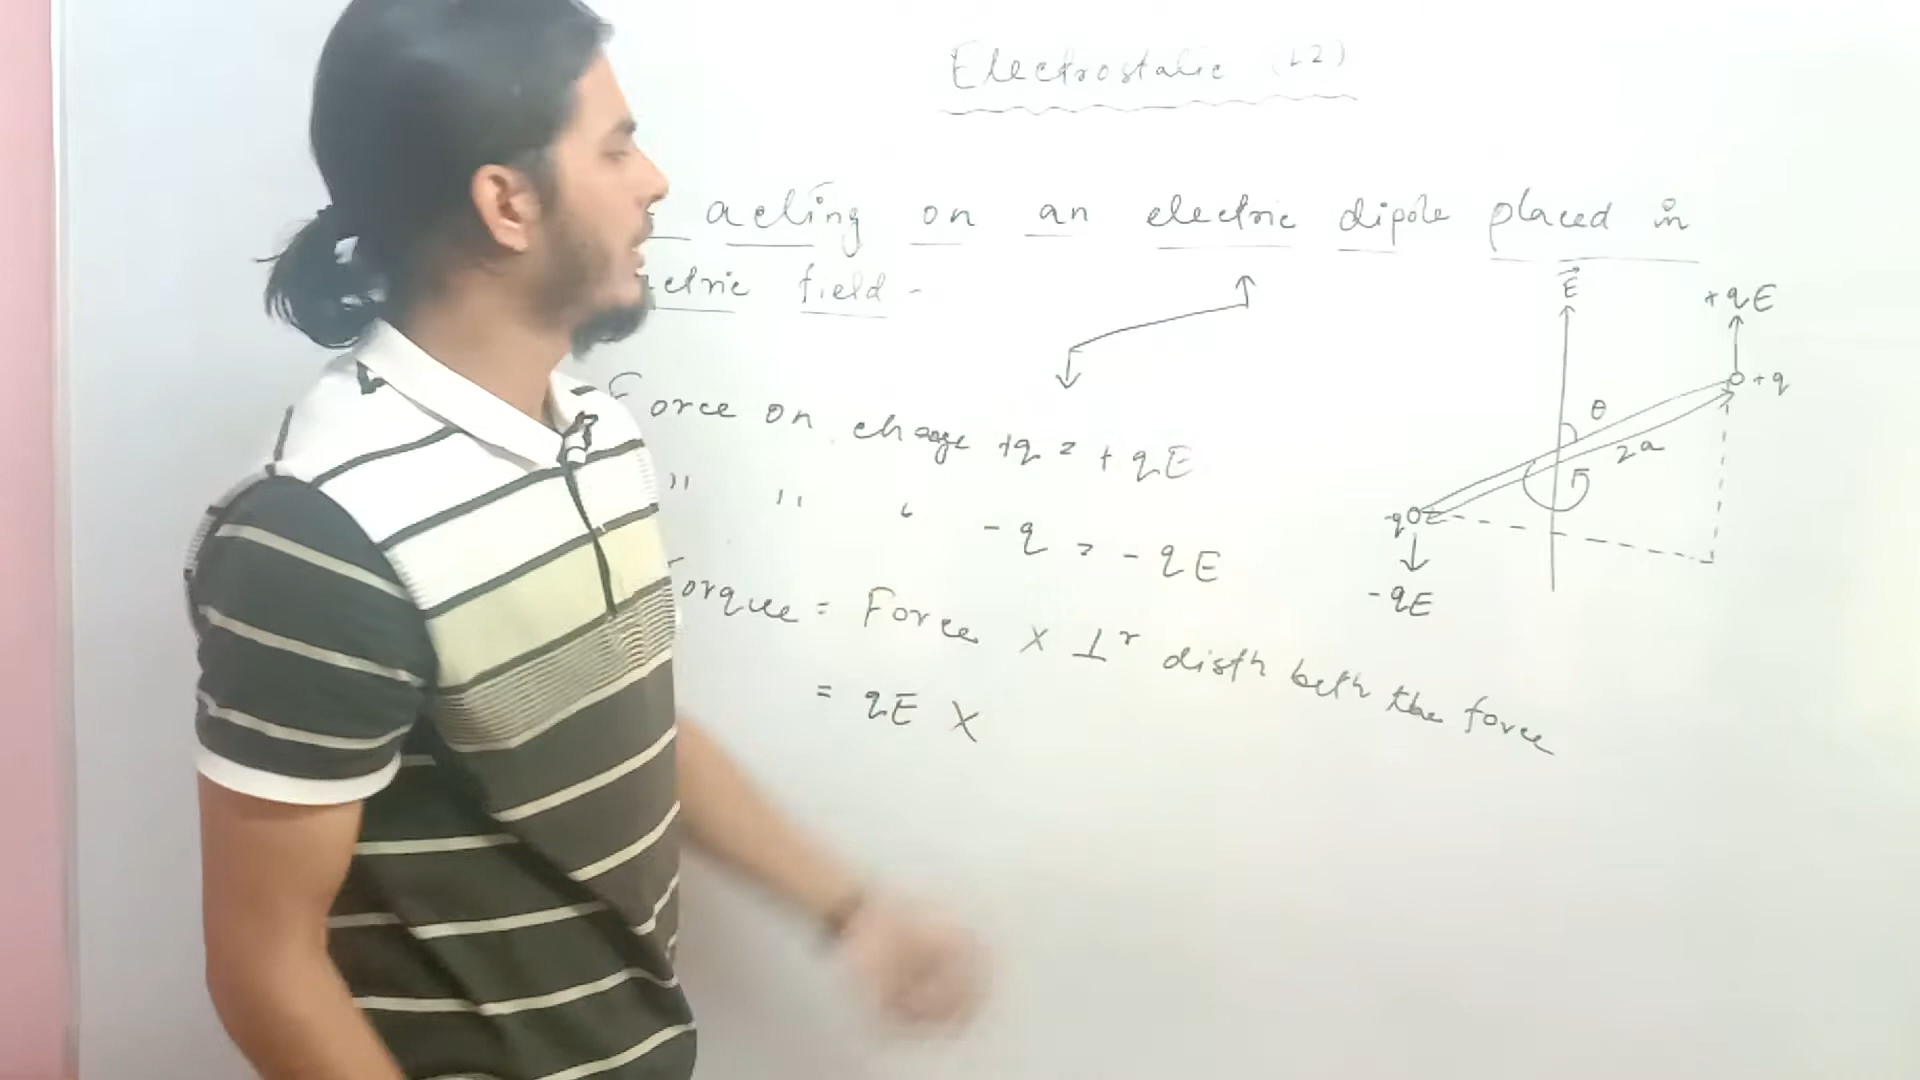 Electrostatic (L2)
acting on an electric dipole placed in
ctric field -
Force on charge +q = + qE
" " " - q = - qE
Torque = Force X ⊥r distn betn the force
= qE X
E
+qE
+q
θ
2a
-q
-qE